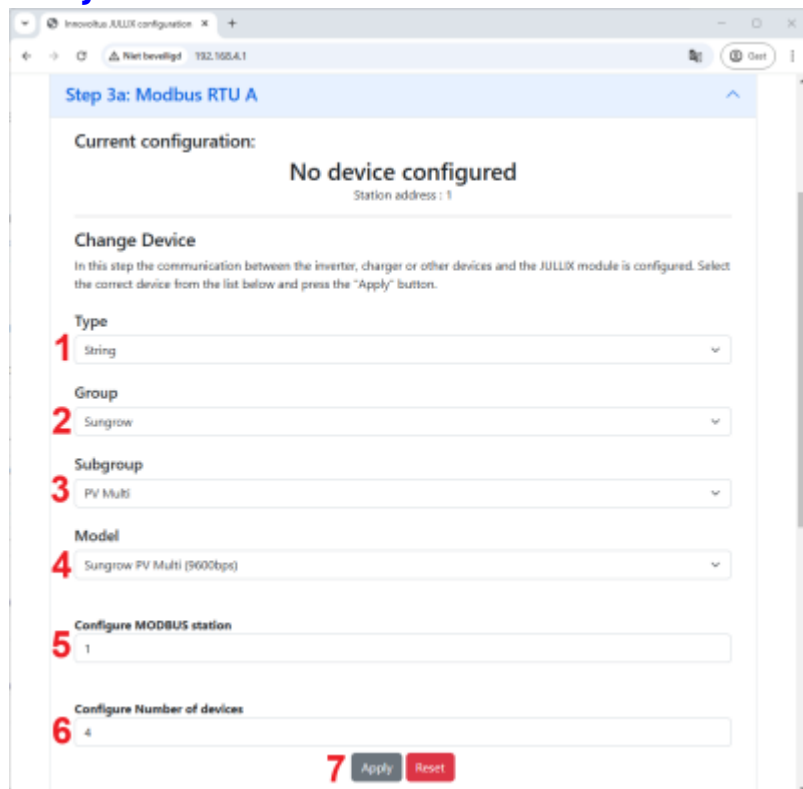 Innovoltus JULLIX configuration
Niet beveiligd 192.168.4.1 Gast
Step 3a: Modbus RTU A
Current configuration:
No device configured
Station address : 1
Change Device
In this step the communication between the inverter, charger or other devices and the JULLIX module is configured. Select
the correct device from the list below and press the "Apply" button.
Type
1 String
Group
2 Sungrow
Subgroup
3 PV Multi
Model
4 Sungrow PV Multi (9600bps)
Configure MODBUS station
5 1
Configure Number of devices
6 4
7 Apply Reset